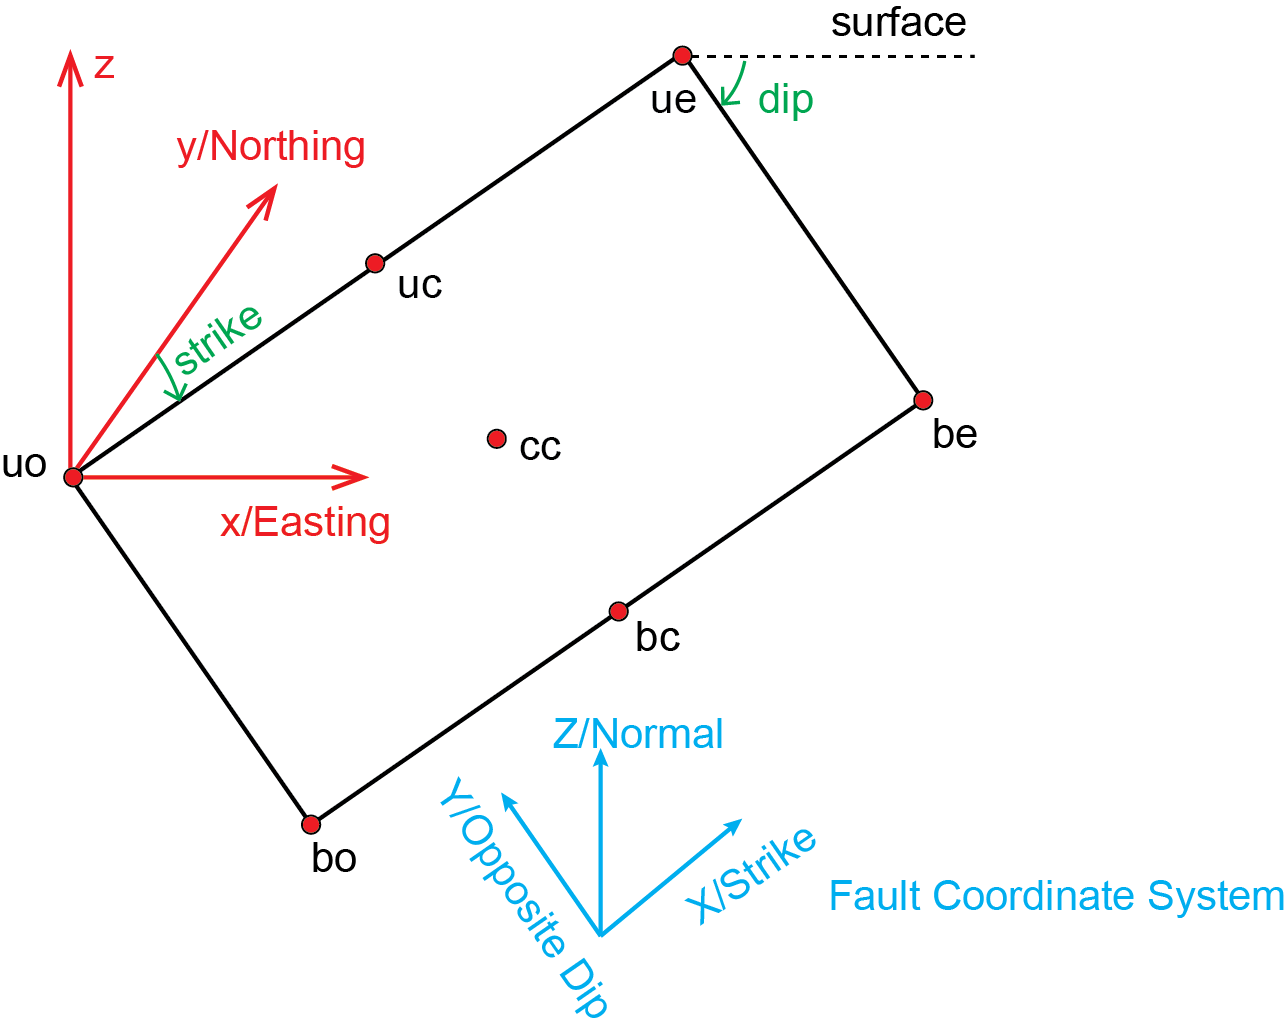 surface
z
ue
dip
y/Northing
uc
strike
uo
cc
be
x/Easting
bc
Z/Normal
bo
Y/Opposite Dip
X/Strike
Fault Coordinate System